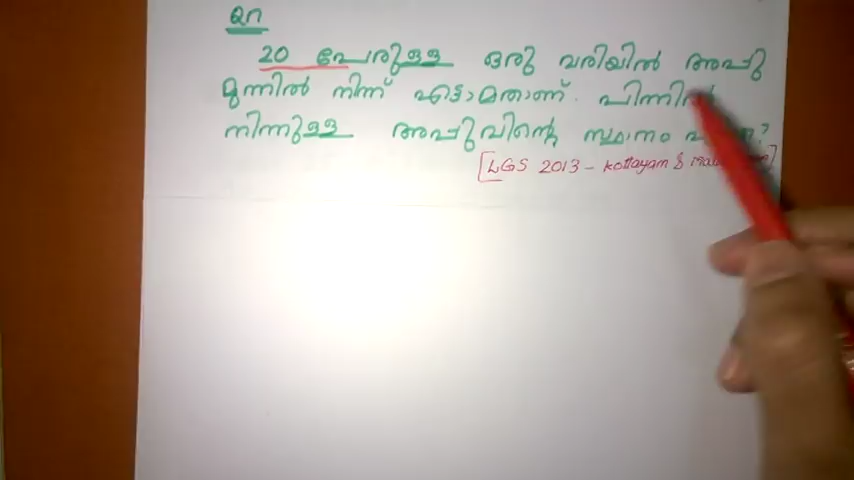 Qn
20 പേരുള്ള ഒരു വരിയിൽ അപ്പു
മുന്നിൽ നിന്ന് എട്ടാമതാണ്. പിന്നിൽ
നിന്നുള്ള അപ്പുവിന്റെ സ്ഥാനം
[LGS 2013 - Kottayam &